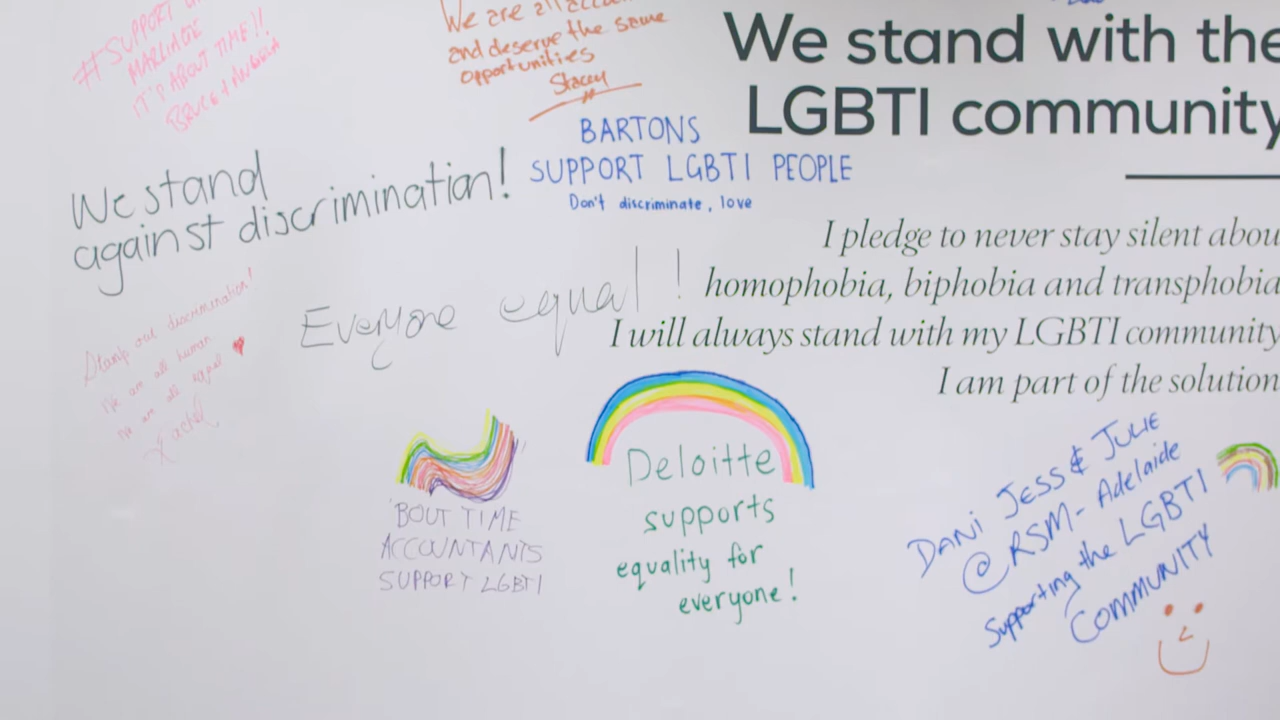 #SUPPORT
MARRIAGE
IT'S ABOUT TIME!!
BRUCE + ANGELA
We are all
and deserve the same
opportunities
Stacey
We stand with the
LGBTI community
BARTONS
SUPPORT LGBTI PEOPLE
Don't discriminate, love
We stand
against discrimination!
I pledge to never stay silent abou
homophobia, biphobia and transphobia
I will always stand with my LGBTI community
I am part of the solution
Everyone equal!
Stamp out discrimination!
We are all human
We are all equal
Rachel
'BOUT TIME
ACCOUNTANTS
SUPPORT LGBTI
Deloitte
supports
equality for
everyone!
DANI JESS & JULIE
@ RSM - Adelaide
Supporting the LGBTI
COMMUNITY